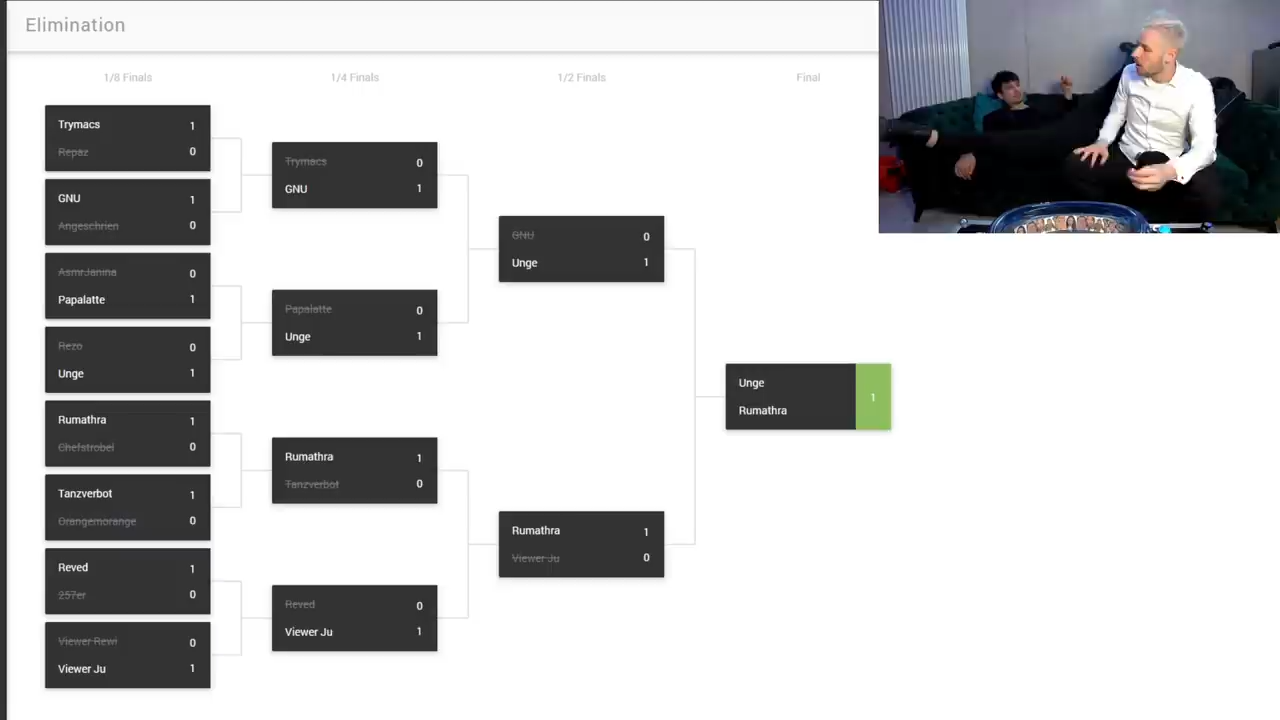 Elimination
1/8 Finals
1/4 Finals
1/2 Finals
Final
Trymacs 1
Repaz 0
GNU 1
Angeschrien 0
AsmrJanina 0
Papalatte 1
Rezo 0
Unge 1
Rumathra 1
Chefstrobel 0
Tanzverbot 1
Orangemorange 0
Reved 1
257er 0
Viewer Rewi 0
Viewer Ju 1
Trymacs 0
GNU 1
Papalatte 0
Unge 1
Rumathra 1
Tanzverbot 0
Reved 0
Viewer Ju 1
GNU 0
Unge 1
Rumathra 1
Viewer Ju 0
Unge
1
Rumathra